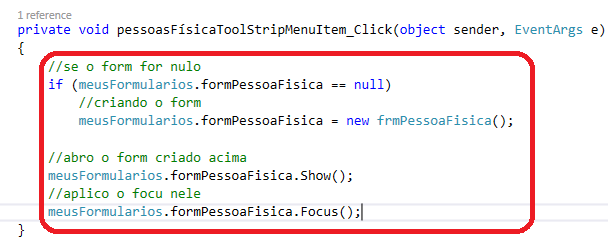 1 reference
private void pessoasFísicaToolStripMenuItem_Click(object sender, EventArgs e)
{
//se o form for nulo
if (meusFormularios.formPessoaFisica == null)
//criando o form
meusFormularios.formPessoaFisica = new frmPessoaFisica();
//abro o form criado acima
meusFormularios.formPessoaFisica.Show();
//aplico o focu nele
meusFormularios.formPessoaFisica.Focus();
}